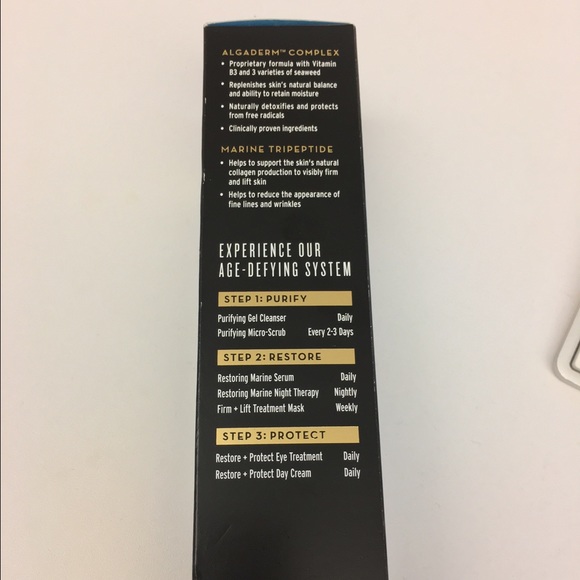 ALGADERM™ COMPLEX
• Proprietary formula with Vitamin
B3 and 3 varieties of seaweed
• Replenishes skin's natural balance
and ability to retain moisture
• Naturally detoxifies and protects
from free radicals
• Clinically proven ingredients
MARINE TRIPEPTIDE
• Helps to support the skin's natural
collagen production to visibly firm
and lift skin
• Helps to reduce the appearance of
fine lines and wrinkles
EXPERIENCE OUR
AGE-DEFYING SYSTEM
STEP 1: PURIFY
Purifying Gel Cleanser Daily
Purifying Micro-Scrub Every 2-3 Days
STEP 2: RESTORE
Restoring Marine Serum Daily
Restoring Marine Night Therapy Nightly
Firm + Lift Treatment Mask Weekly
STEP 3: PROTECT
Restore + Protect Eye Treatment Daily
Restore + Protect Day Cream Daily